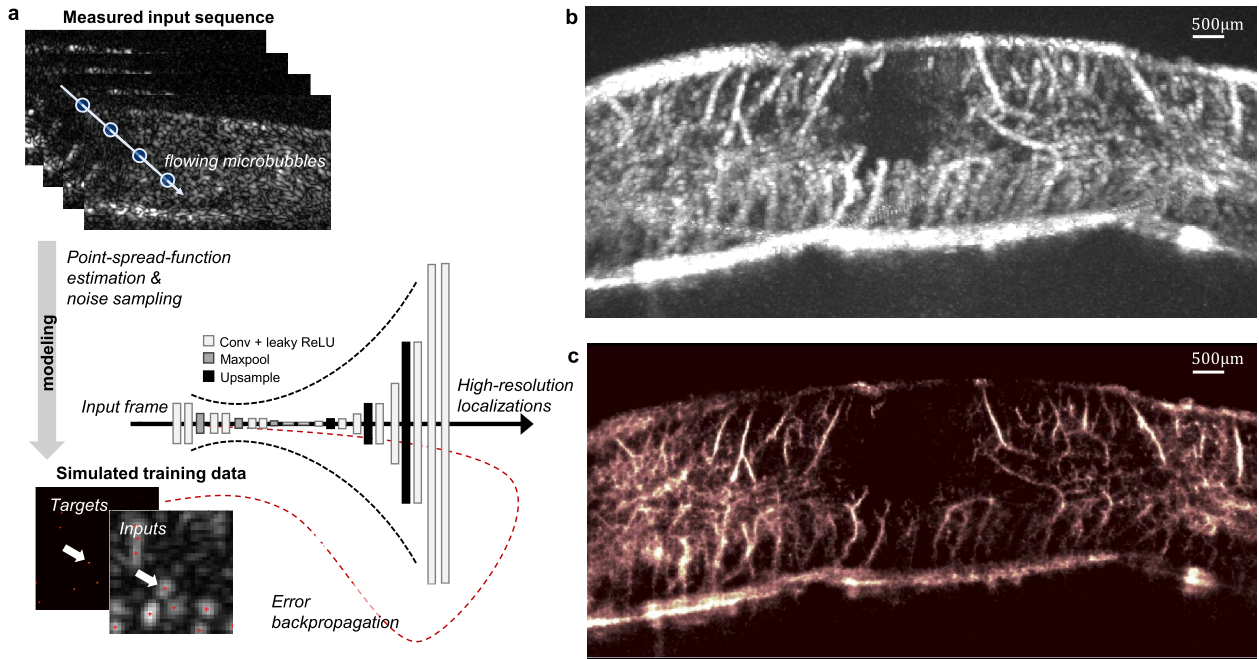 a
Measured input sequence
flowing microbubbles
Point-spread-function
estimation &
noise sampling
modeling
Conv + leaky ReLU
Maxpool
Upsample
Input frame
High-resolution
localizations
Simulated training data
Targets
Inputs
Error
backpropagation
b
500μm
c
500μm